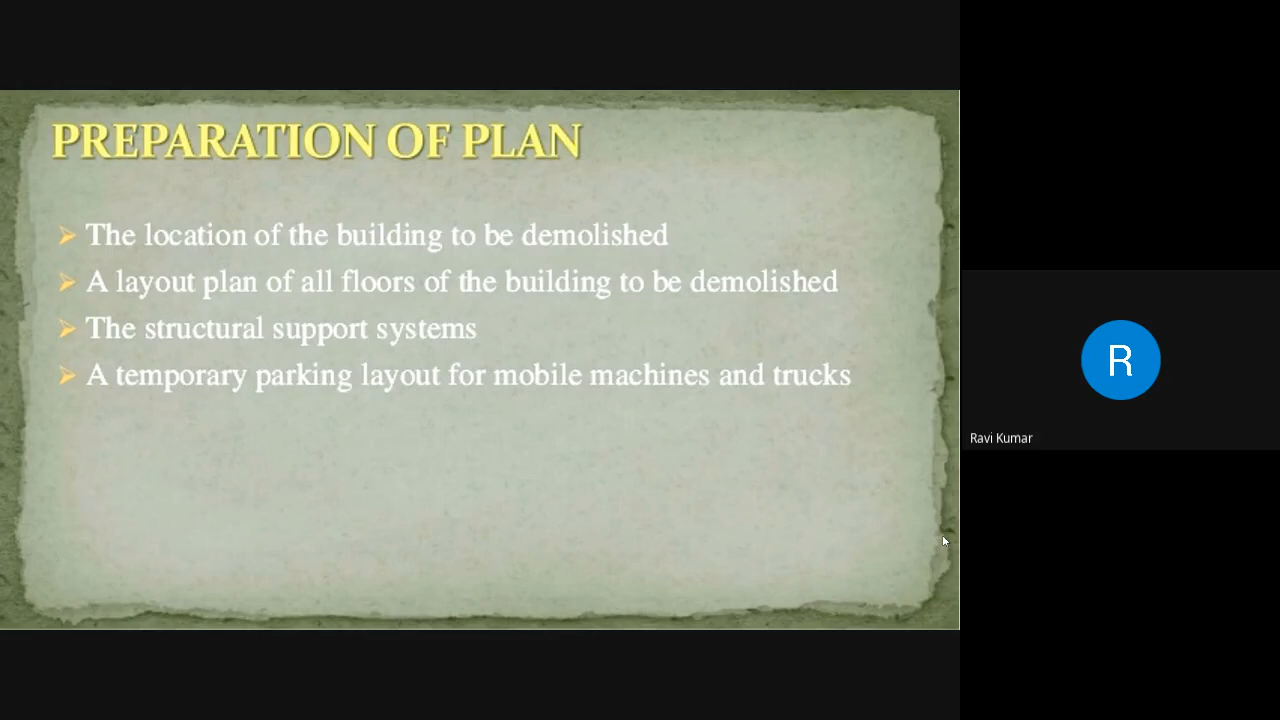 PREPARATION OF PLAN
The location of the building to be demolished
A layout plan of all floors of the building to be demolished
The structural support systems
A temporary parking layout for mobile machines and trucks
R
Ravi Kumar